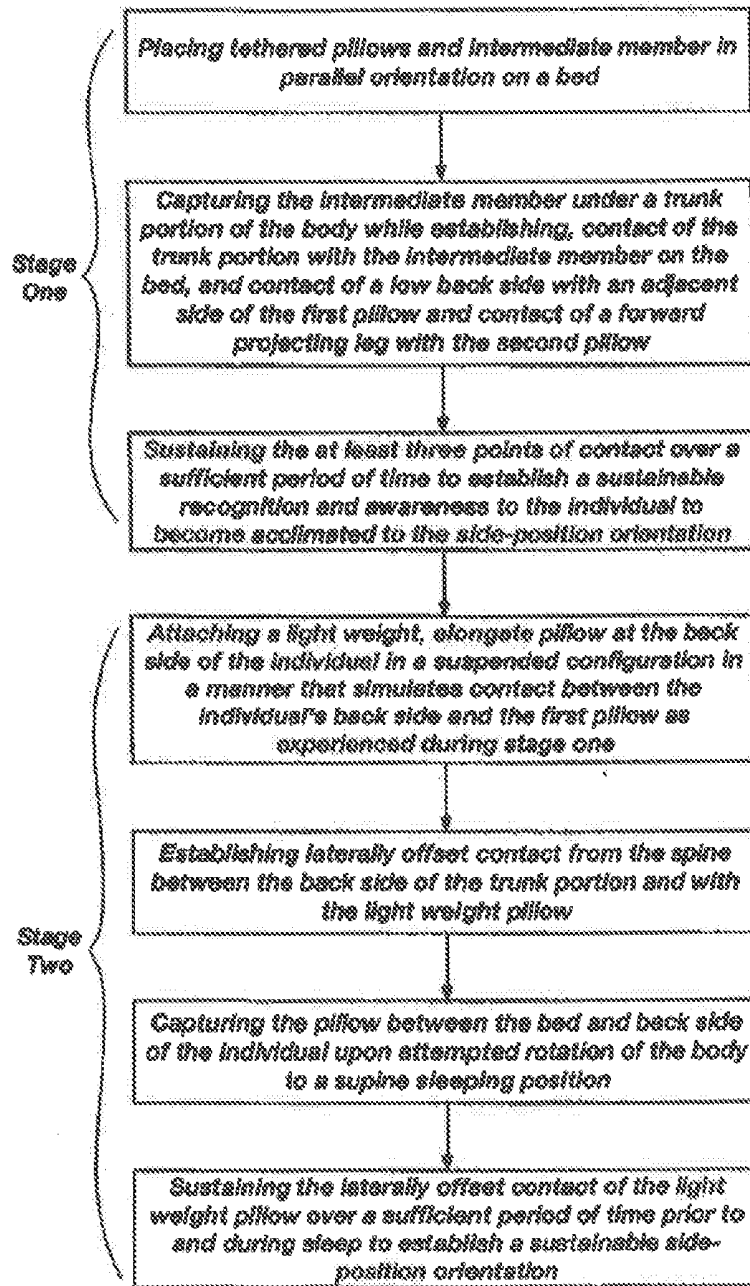 Placing tethered pillows and intermediate member in
parallel orientation on a bed
Capturing the intermediate member under a trunk
portion of the body while establishing, contact of the
trunk portion with the intermediate member on the
bed, and contact of a low back side with an adjacent
side of the first pillow and contact of a forward
projecting leg with the second pillow
Stage
One
Sustaining the at least three points of contact over a
sufficient period of time to establish a sustainable
recognition and awareness to the individual to
become acclimated to the side-position orientation
Attaching a light weight, elongate pillow at the back
side of the individual in a suspended configuration in
a manner that simulates contact between the
individual's back side and the first pillow as
experienced during stage one
Establishing laterally offset contact from the spine
between the back side of the trunk portion and with
the light weight pillow
Stage
Two
Capturing the pillow between the bed and back side
of the individual upon attempted rotation of the body
to a supine sleeping position
Sustaining the laterally offset contact of the light
weight pillow over a sufficient period of time prior to
and during sleep to establish a sustainable side-
position orientation